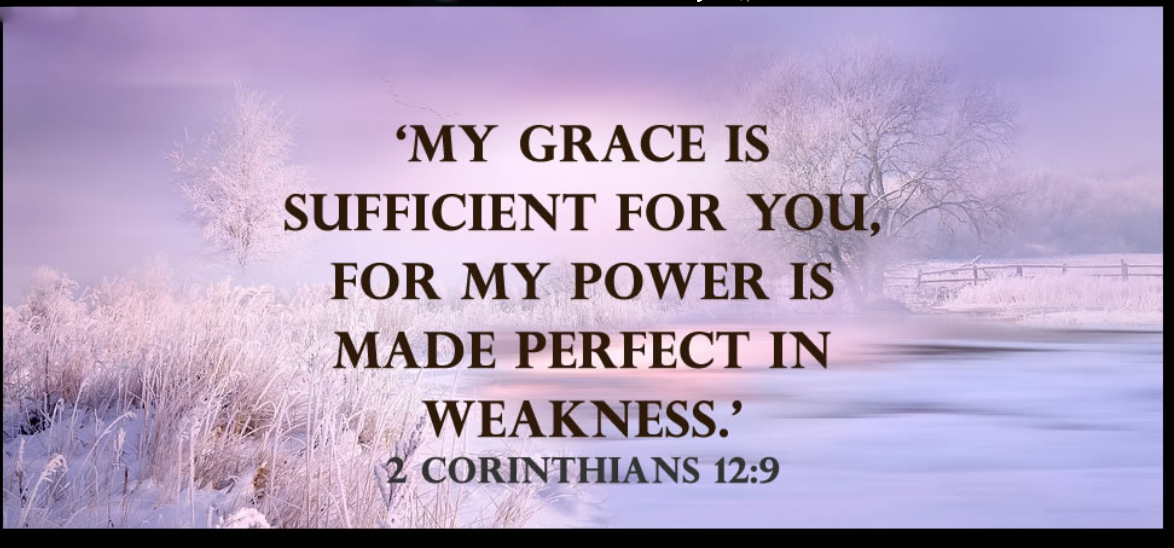 ‘MY GRACE IS
SUFFICIENT FOR YOU,
FOR MY POWER IS
MADE PERFECT IN
WEAKNESS.’
2 CORINTHIANS 12:9